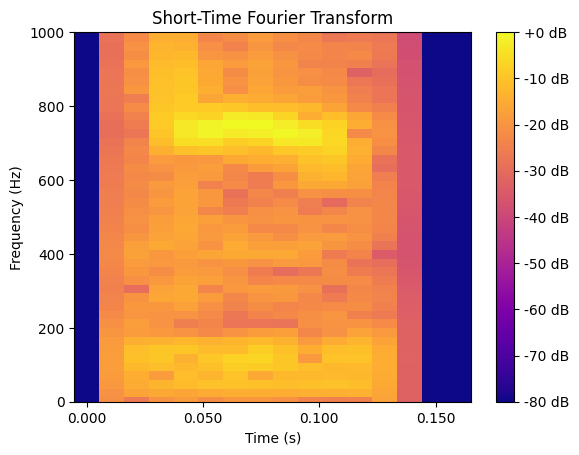 Short-Time Fourier Transform
Frequency (Hz)
1000
800
600
400
200
0
0.000
0.050
0.100
0.150
Time (s)
+0 dB
-10 dB
-20 dB
-30 dB
-40 dB
-50 dB
-60 dB
-70 dB
-80 dB